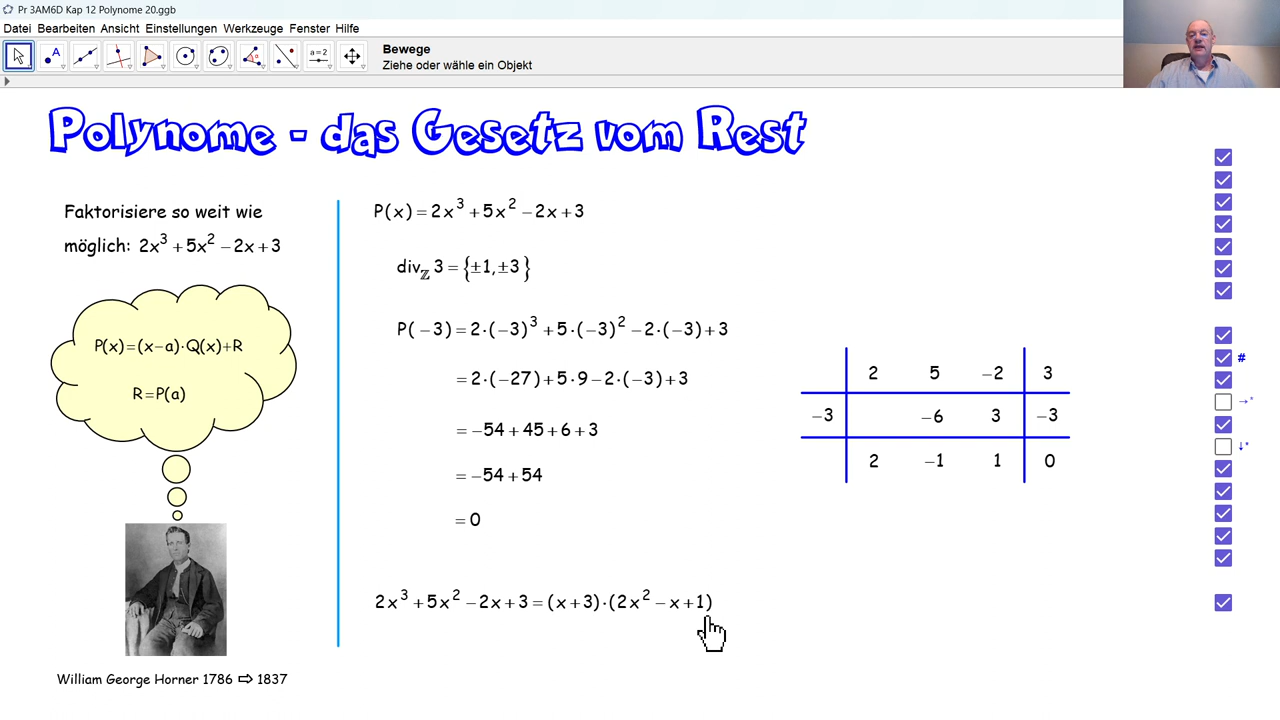 Pr 3AM6D Kap 12 Polynome 20.ggb
Datei Bearbeiten Ansicht Einstellungen Werkzeuge Fenster Hilfe
A
a=2
Bewege
Ziehe oder wähle ein Objekt
Polynome - das Gesetz vom Rest
Faktorisiere so weit wie
möglich: 2x³+5x²−2x+3
P(x)=(x−a)·Q(x)+R
R=P(a)
William George Horner 1786 ⇨ 1837
P(x)=2x³+5x²−2x+3
div_ℤ 3={±1,±3}
P(−3)=2·(−3)³+5·(−3)²−2·(−3)+3
=2·(−27)+5·9−2·(−3)+3
=−54+45+6+3
=−54+54
=0
2x³+5x²−2x+3=(x+3)·(2x²−x+1)
2 5 −2 3
−3 −6 3 −3
2 −1 1 0
#
→*
↓*